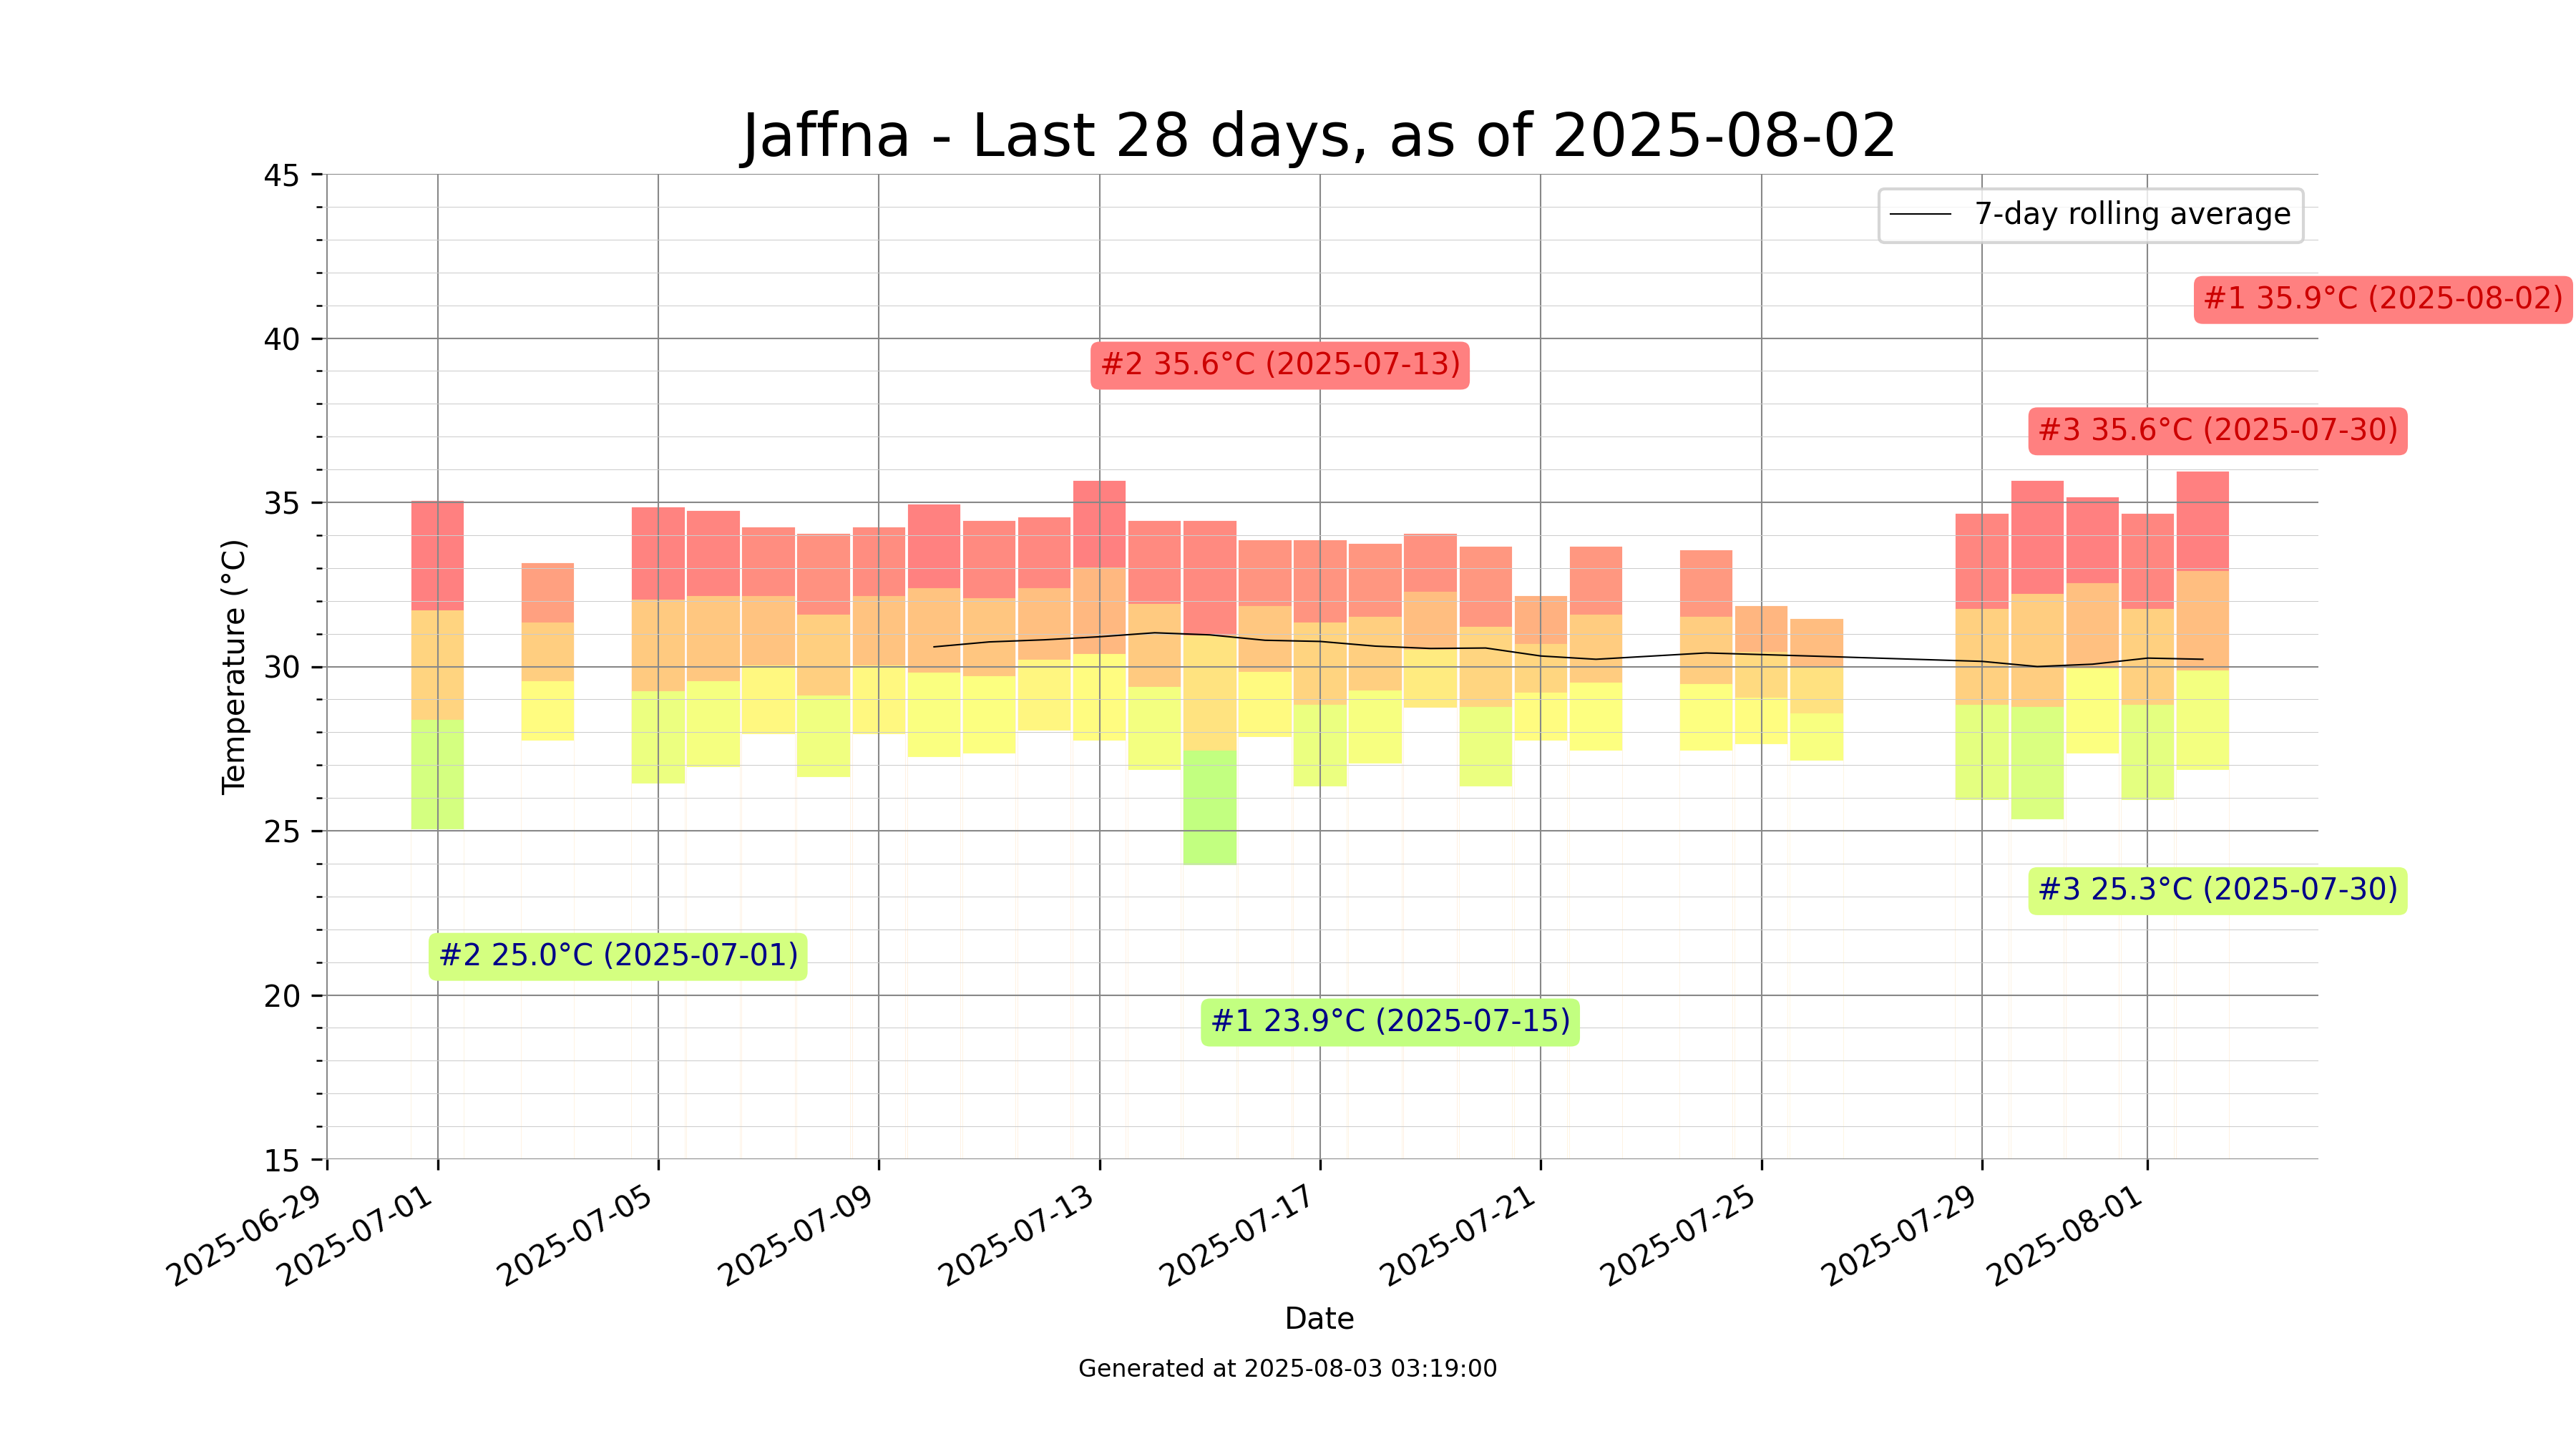 Jaffna - Last 28 days, as of 2025-08-02
7-day rolling average
#1 35.9°C (2025-08-02)
#2 35.6°C (2025-07-13)
#3 35.6°C (2025-07-30)
#3 25.3°C (2025-07-30)
#2 25.0°C (2025-07-01)
#1 23.9°C (2025-07-15)
Temperature (°C)
45
40
35
30
25
20
15
2025-06-29
2025-07-01
2025-07-05
2025-07-09
2025-07-13
2025-07-17
2025-07-21
2025-07-25
2025-07-29
2025-08-01
Date
Generated at 2025-08-03 03:19:00